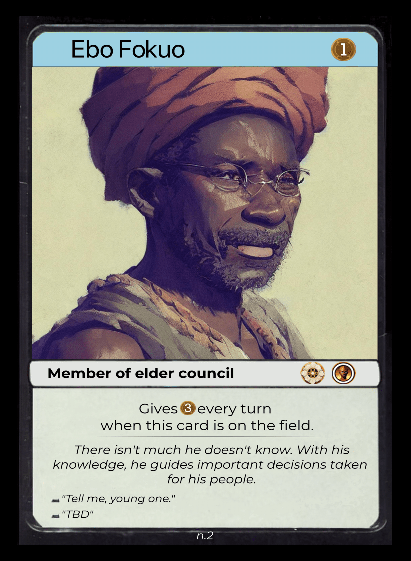 Ebo Fokuo
1
Member of elder council
Gives 3 every turn
when this card is on the field.
There isn't much he doesn't know. With his
knowledge, he guides important decisions taken
for his people.
"Tell me, young one."
"TBD"
n.2